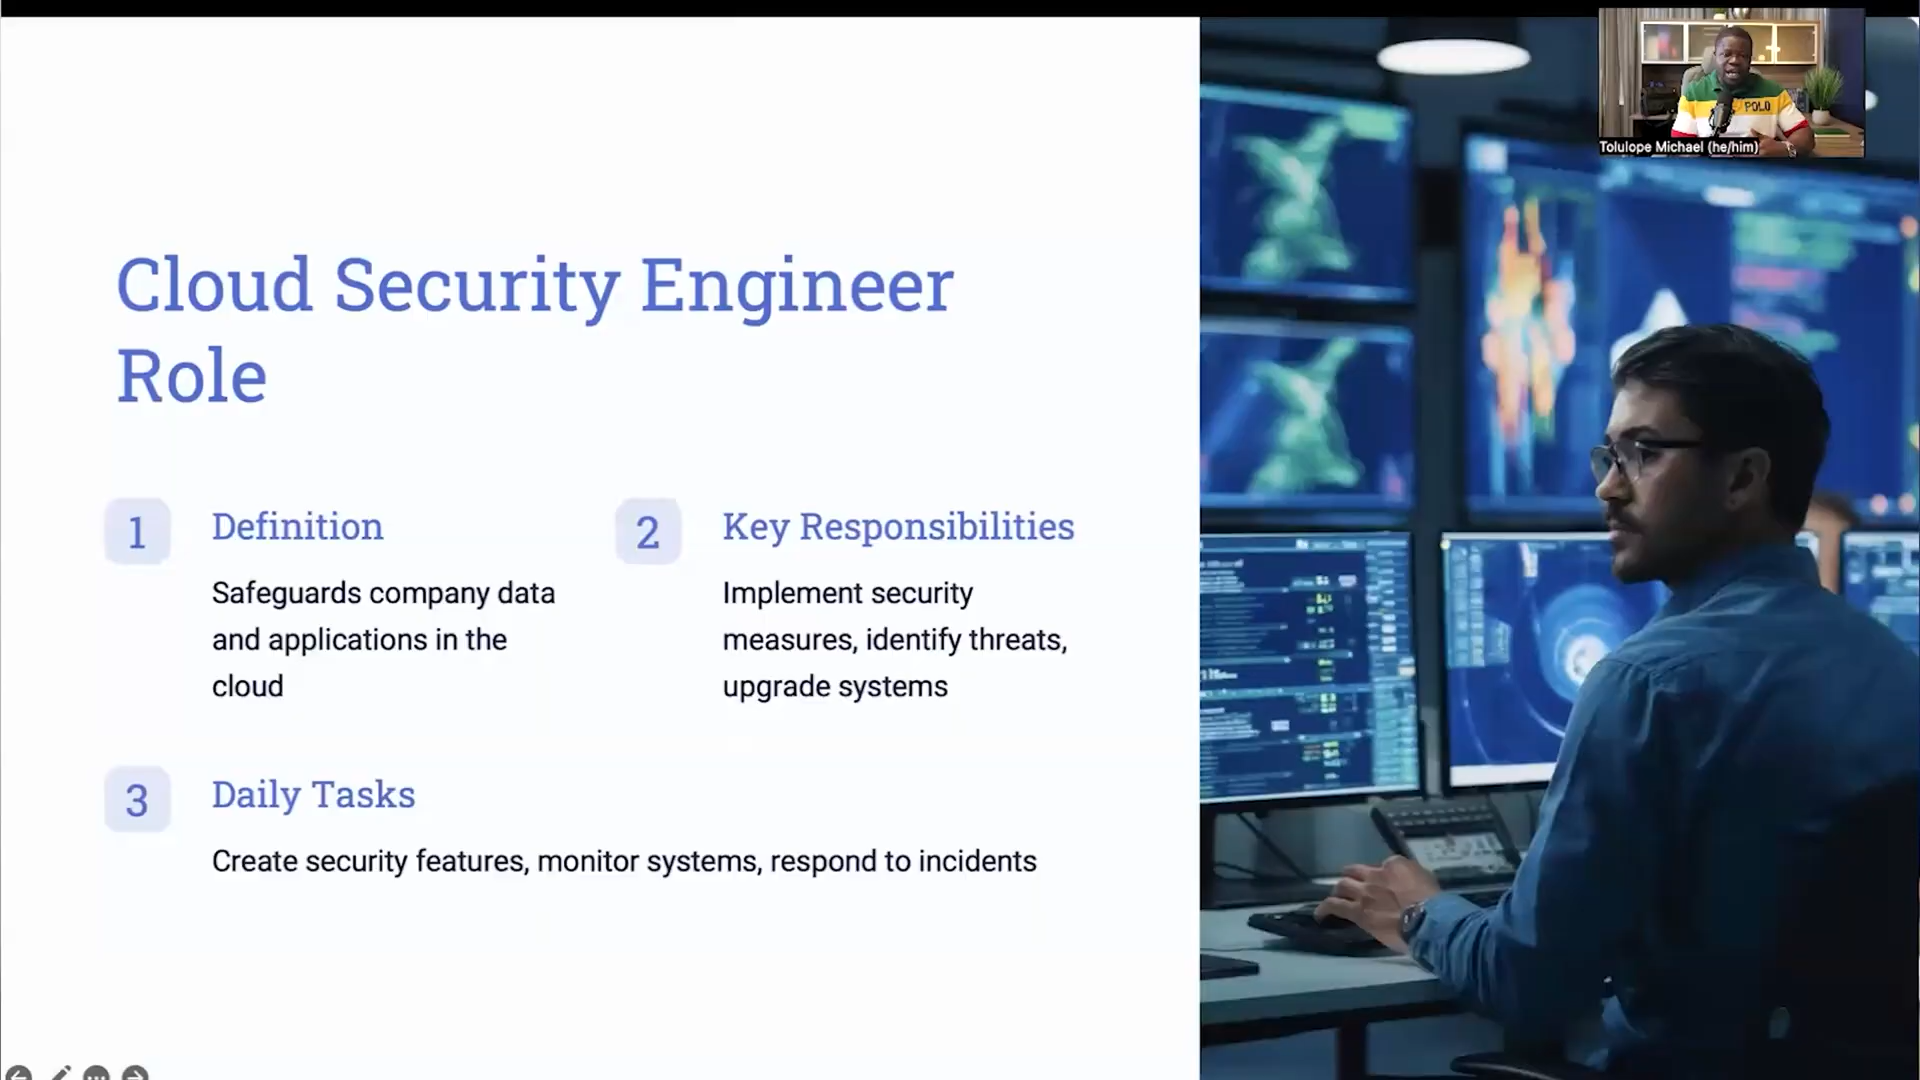 Cloud Security Engineer
Role
1
Definition
Safeguards company data
and applications in the
cloud
2
Key Responsibilities
Implement security
measures, identify threats,
upgrade systems
3
Daily Tasks
Create security features, monitor systems, respond to incidents
POLO
Tolulope Michael (he/him)